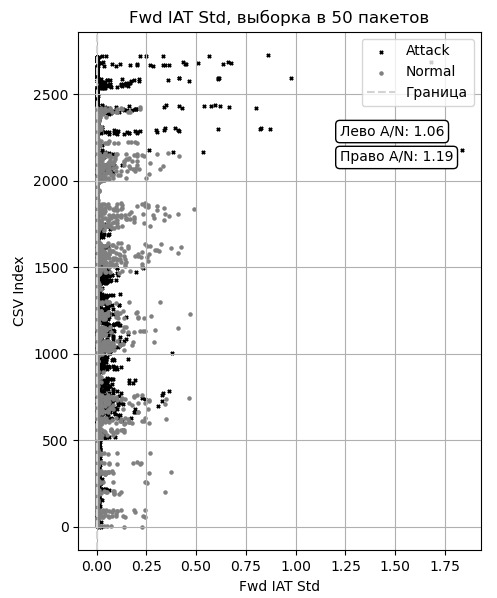 Fwd IAT Std, выборка в 50 пакетов
Attack
Normal
Граница
Лево A/N: 1.06
Право A/N: 1.19
CSV Index
2500
2000
1500
1000
500
0
0.00 0.25 0.50 0.75 1.00 1.25 1.50 1.75
Fwd IAT Std